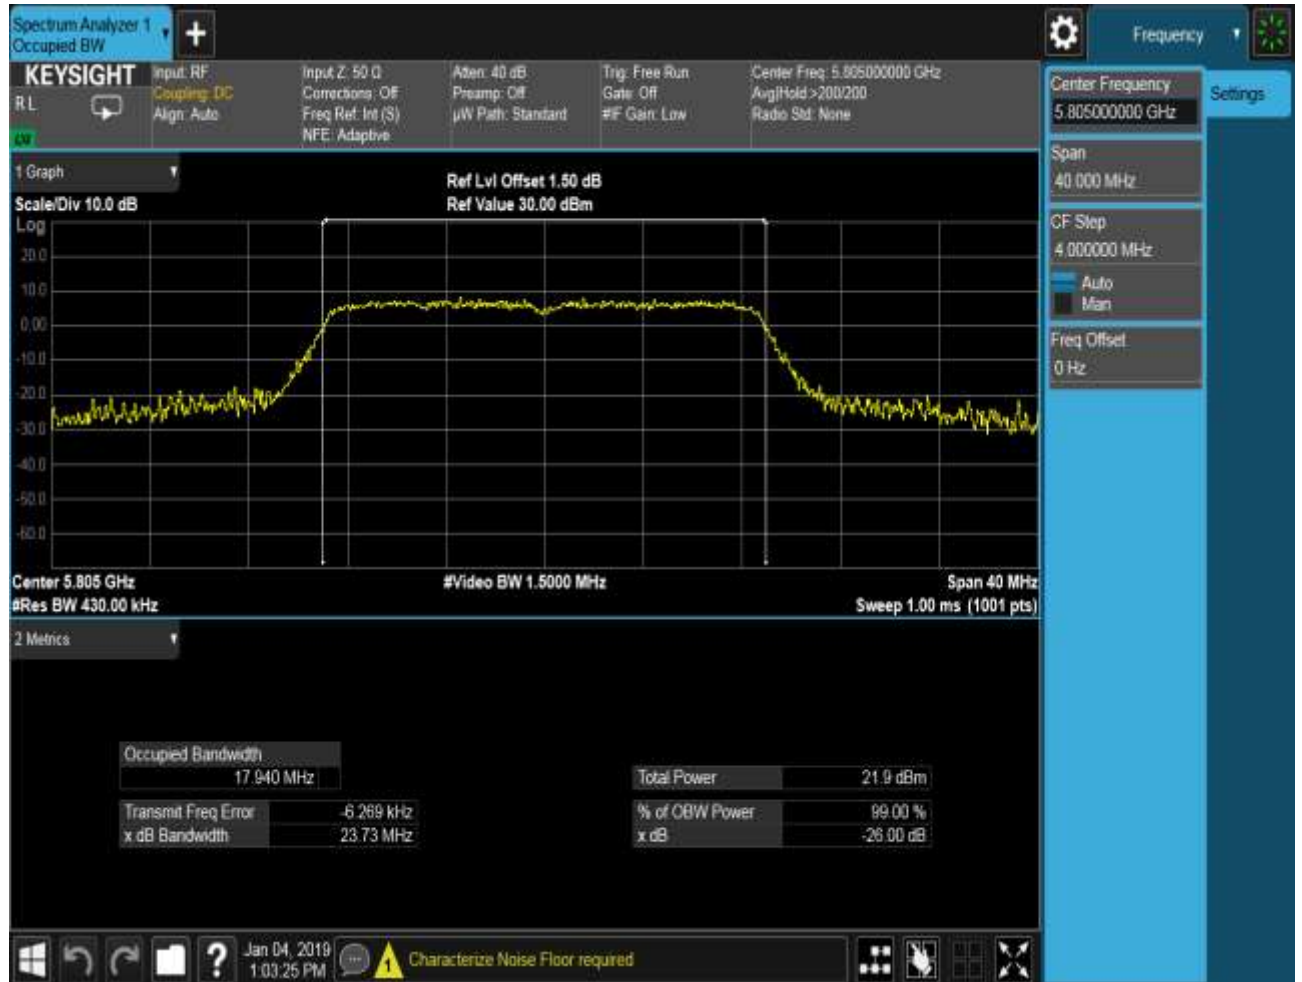 Spectrum Analyzer 1
Occupied BW
+
Frequency
KEYSIGHT
RL
Input: RF
Coupling: DC
Align: Auto
Input Z: 50 Ω
Corrections: Off
Freq Ref: Int (S)
NFE: Adaptive
Atten: 40 dB
Preamp: Off
µW Path: Standard
Trig: Free Run
Gate: Off
#IF Gain: Low
Center Freq: 5.805000000 GHz
Avg|Hold:>200/200
Radio Std: None
Center Frequency
5.805000000 GHz
Settings
Span
40.000 MHz
CF Step
4.000000 MHz
Auto
Man
Freq Offset
0 Hz
1 Graph
Scale/Div 10.0 dB
Ref Lvl Offset 1.50 dB
Ref Value 30.00 dBm
Log
20.0
10.0
0.00
-10.0
-20.0
-30.0
-40.0
-50.0
-60.0
Center 5.805 GHz
#Video BW 1.5000 MHz
Span 40 MHz
#Res BW 430.00 kHz
Sweep 1.00 ms (1001 pts)
2 Metrics
Occupied Bandwidth
17.940 MHz
Total Power 21.9 dBm
Transmit Freq Error -6.269 kHz
% of OBW Power 99.00 %
x dB Bandwidth 23.73 MHz
x dB -26.00 dB
?
Jan 04, 2019
1:03:25 PM
1
Characterize Noise Floor required